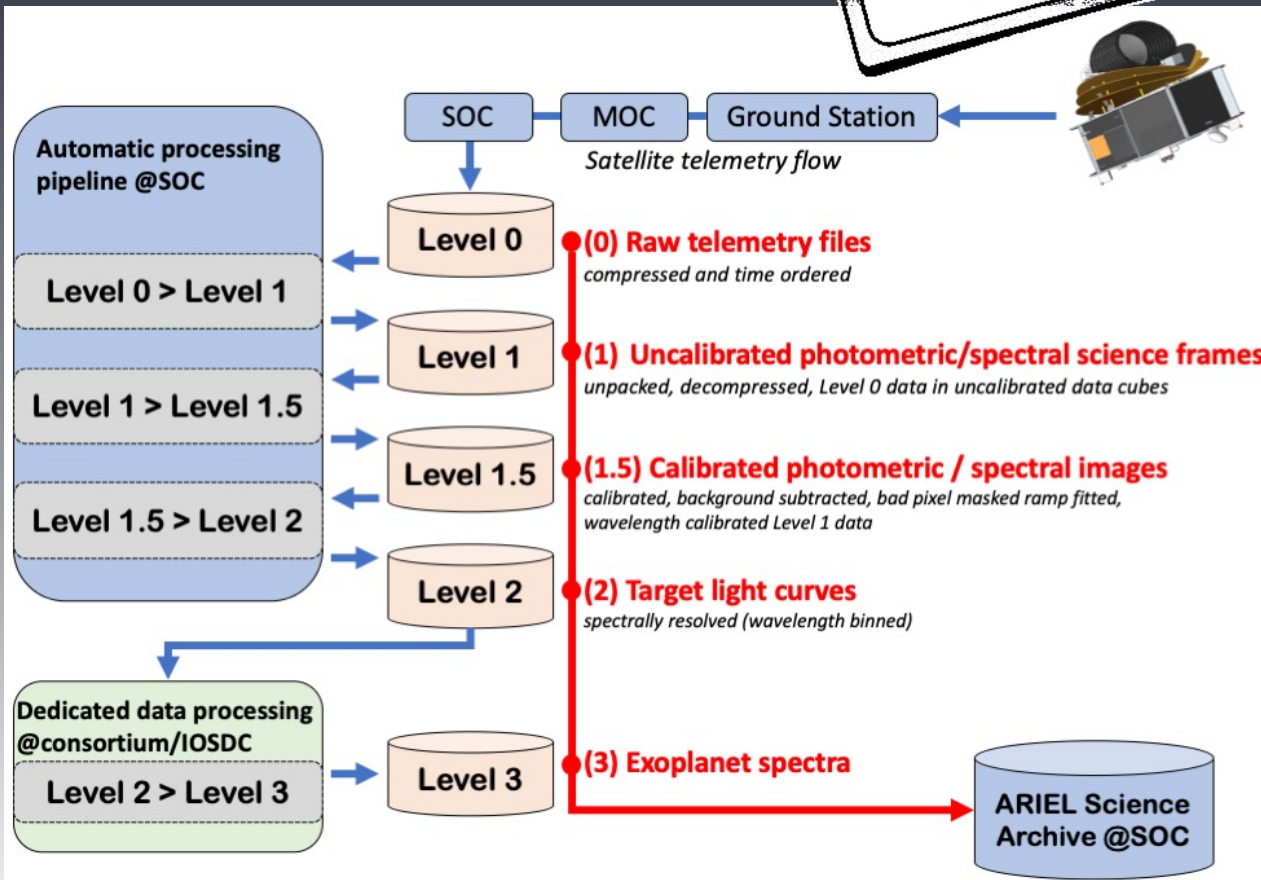 SOC
MOC
Ground Station
Satellite telemetry flow
Automatic processing
pipeline @SOC
Level 0
(0) Raw telemetry files
compressed and time ordered
Level 0 > Level 1
Level 1
(1) Uncalibrated photometric/spectral science frames
unpacked, decompressed, Level 0 data in uncalibrated data cubes
Level 1 > Level 1.5
Level 1.5
(1.5) Calibrated photometric / spectral images
calibrated, background subtracted, bad pixel masked ramp fitted,
wavelength calibrated Level 1 data
Level 1.5 > Level 2
Level 2
(2) Target light curves
spectrally resolved (wavelength binned)
Dedicated data processing
@consortium/IOSDC
Level 2 > Level 3
Level 3
(3) Exoplanet spectra
ARIEL Science
Archive @SOC